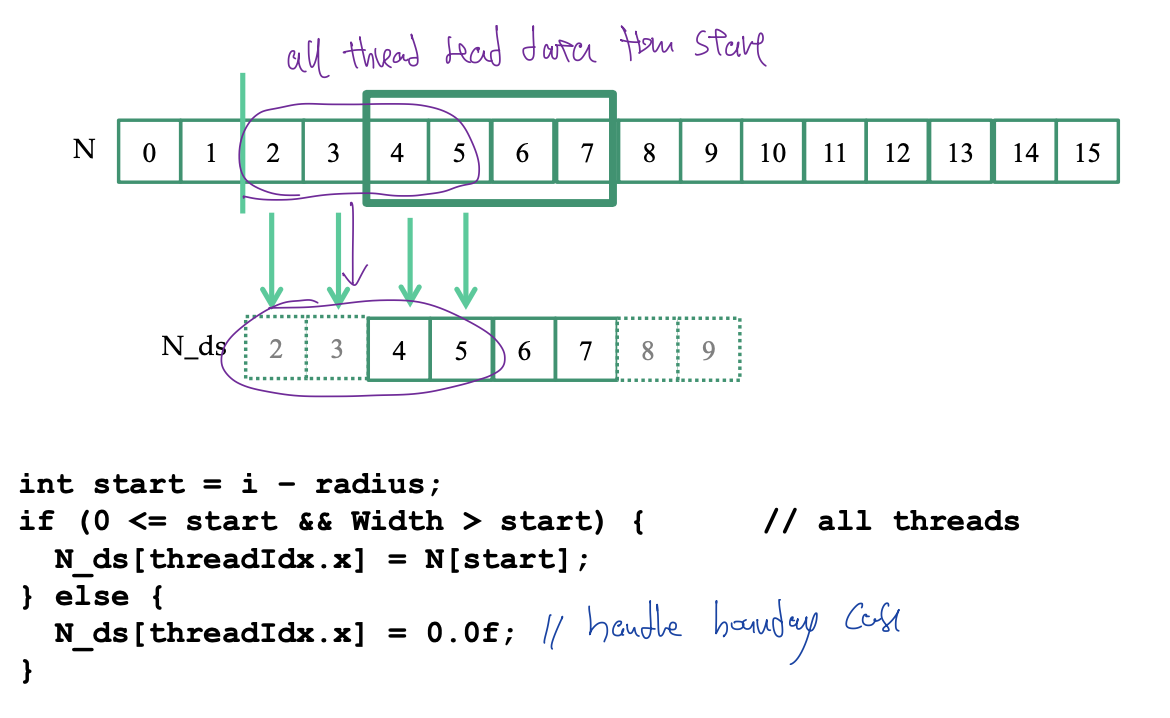 all thread read data from start
N 0 1 2 3 4 5 6 7 8 9 10 11 12 13 14 15
N_ds 2 3 4 5 6 7 8 9
int start = i - radius;
if (0 <= start && Width > start) { // all threads
N_ds[threadIdx.x] = N[start];
} else {
N_ds[threadIdx.x] = 0.0f; // handle boundary case
}